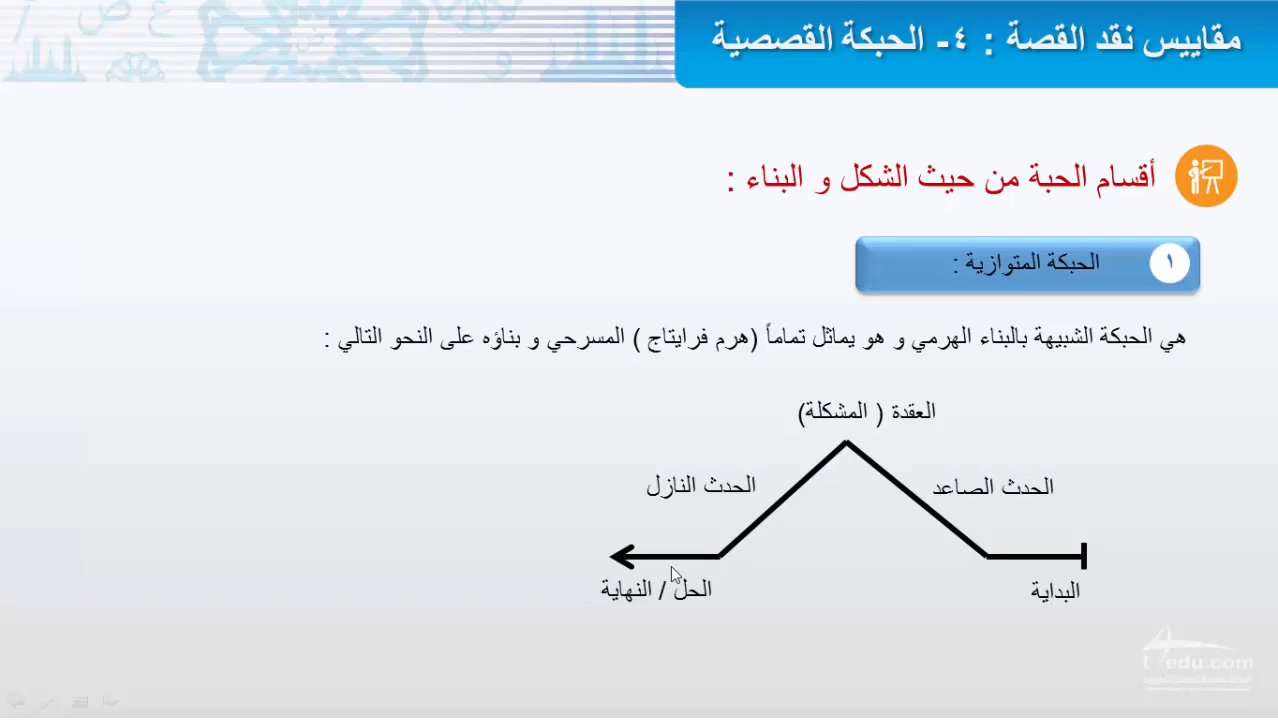 مقاييس نقد القصة : ٤- الحبكة القصصية
أقسام الحبة من حيث الشكل و البناء :
١ الحبكة المتوازية :
هي الحبكة الشبيهة بالبناء الهرمي و هو يماثل تماماً (هرم فرايتاج ) المسرحي و بناؤه على النحو التالي :
العقدة ( المشكلة)
الحدث الصاعد
الحدث النازل
البداية
الحل / النهاية